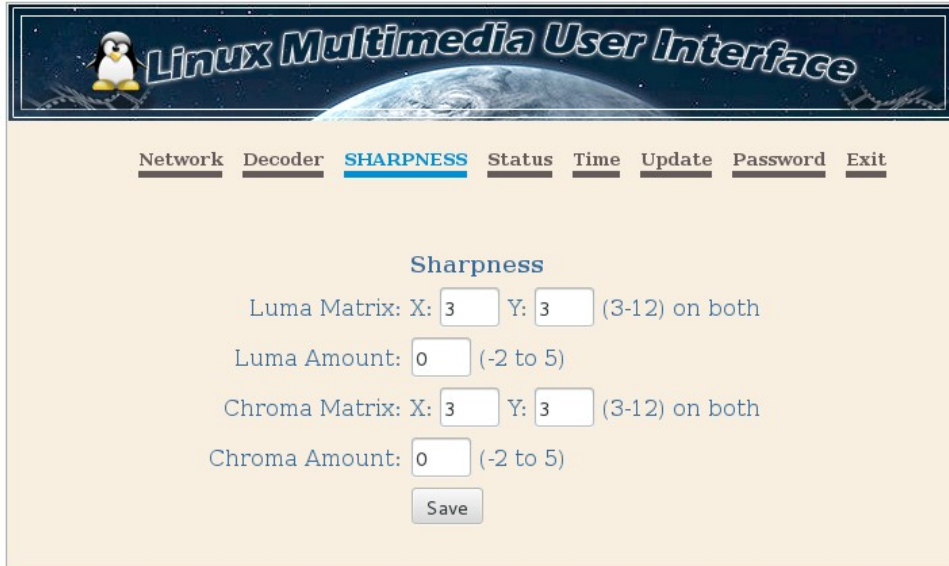 Linux Multimedia User Interface
Network Decoder SHARPNESS Status Time Update Password Exit
Sharpness
Luma Matrix: X: 3 Y: 3 (3-12) on both
Luma Amount: 0 (-2 to 5)
Chroma Matrix: X: 3 Y: 3 (3-12) on both
Chroma Amount: 0 (-2 to 5)
Save